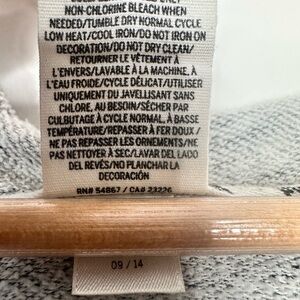 NON-CHLORINE BLEACH WHEN
NEEDED/TUMBLE DRY NORMAL CYCLE
LOW HEAT/COOL IRON/DO NOT IRON ON
DECORATION/DO NOT DRY CLEAN/
RETOURNER LE VÊTEMENT À
L'ENVERS/LAVABLE À LA MACHINE, À
L'EAU FROIDE/CYCLE DÉLICAT/UTILISER
UNIQUEMENT DU JAVELLISANT SANS
CHLORE, AU BESOIN/SÉCHER PAR
CULBUTAGE À CYCLE NORMAL, À BASSE
TEMPÉRATURE/REPASSER À FER DOUX /
NE PAS REPASSER LES ORNEMENTS/NE
PAS NETTOYER À SEC/LAVAR DEL LADO
DEL REVÉS/NO PLANCHAR LA
DECORACIÓN
RN# 54867 / CA# 23226
09 / 14